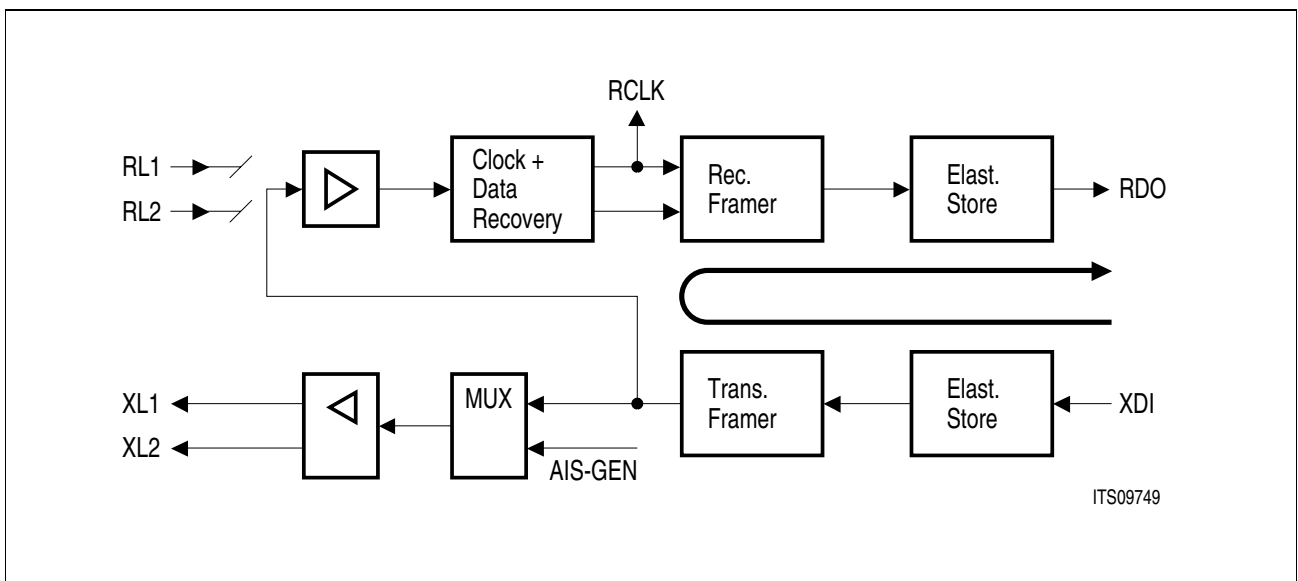 RCLK
RL1
RL2
Clock +
Data
Recovery
Rec.
Framer
Elast.
Store
RDO
XL1
XL2
MUX
AIS-GEN
Trans.
Framer
Elast.
Store
XDI
ITS09749